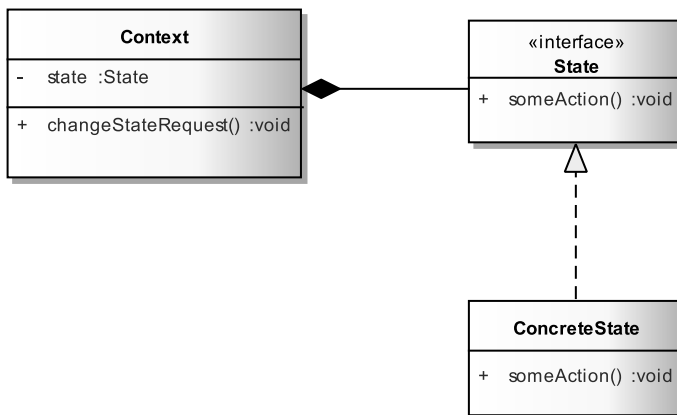 Context
- state :State
+ changeStateRequest() :void
«interface»
State
+ someAction() :void
ConcreteState
+ someAction() :void